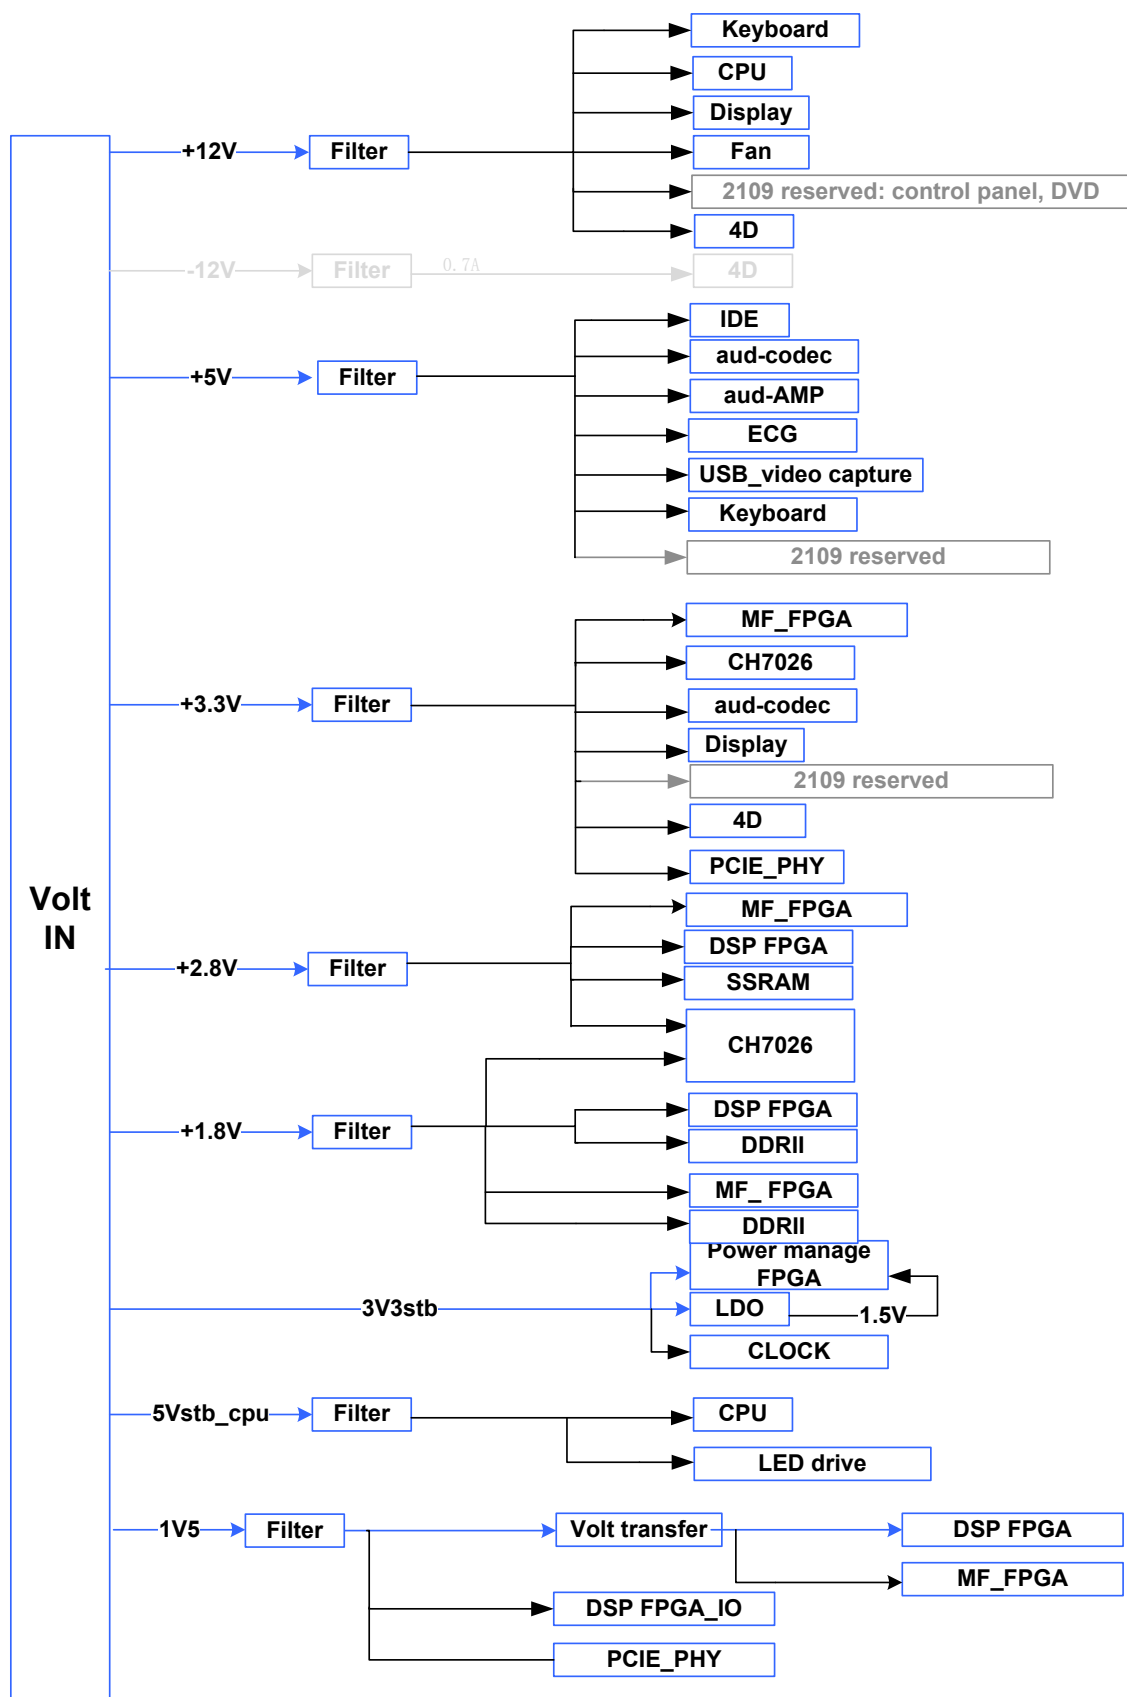 Keyboard
CPU
Display
+12V
Filter
Fan
2109 reserved: control panel, DVD
4D
-12V
Filter
0.7A
4D
IDE
aud-codec
+5V
Filter
aud-AMP
ECG
USB_video capture
Keyboard
2109 reserved
MF_FPGA
CH7026
+3.3V
Filter
aud-codec
Display
2109 reserved
4D
PCIE_PHY
Volt
IN
MF_FPGA
DSP FPGA
+2.8V
Filter
SSRAM
CH7026
DSP FPGA
+1.8V
Filter
DDRII
MF_ FPGA
DDRII
Power manage
FPGA
3V3stb
LDO
1.5V
CLOCK
5Vstb_cpu
Filter
CPU
LED drive
1V5
Filter
Volt transfer
DSP FPGA
MF_FPGA
DSP FPGA_IO
PCIE_PHY